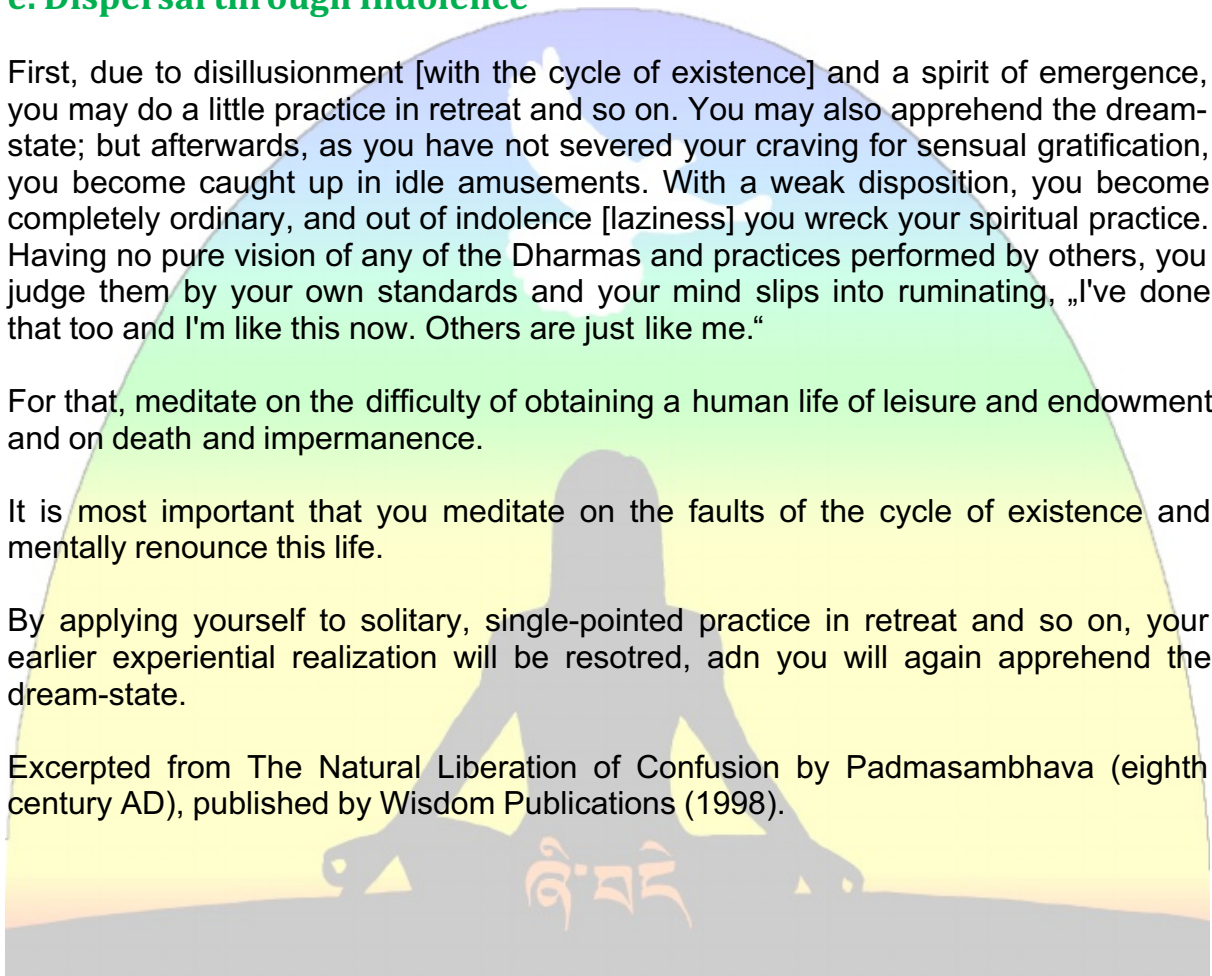 e. Dispersal through Indolence
First, due to disillusionment [with the cycle of existence] and a spirit of emergence,
you may do a little practice in retreat and so on. You may also apprehend the dream-
state; but afterwards, as you have not severed your craving for sensual gratification,
you become caught up in idle amusements. With a weak disposition, you become
completely ordinary, and out of indolence [laziness] you wreck your spiritual practice.
Having no pure vision of any of the Dharmas and practices performed by others, you
judge them by your own standards and your mind slips into ruminating, „I've done
that too and I'm like this now. Others are just like me.“
For that, meditate on the difficulty of obtaining a human life of leisure and endowment
and on death and impermanence.
It is most important that you meditate on the faults of the cycle of existence and
mentally renounce this life.
By applying yourself to solitary, single-pointed practice in retreat and so on, your
earlier experiential realization will be resotred, adn you will again apprehend the
dream-state.
Excerpted from The Natural Liberation of Confusion by Padmasambhava (eighth
century AD), published by Wisdom Publications (1998).
ཞི་བདེ